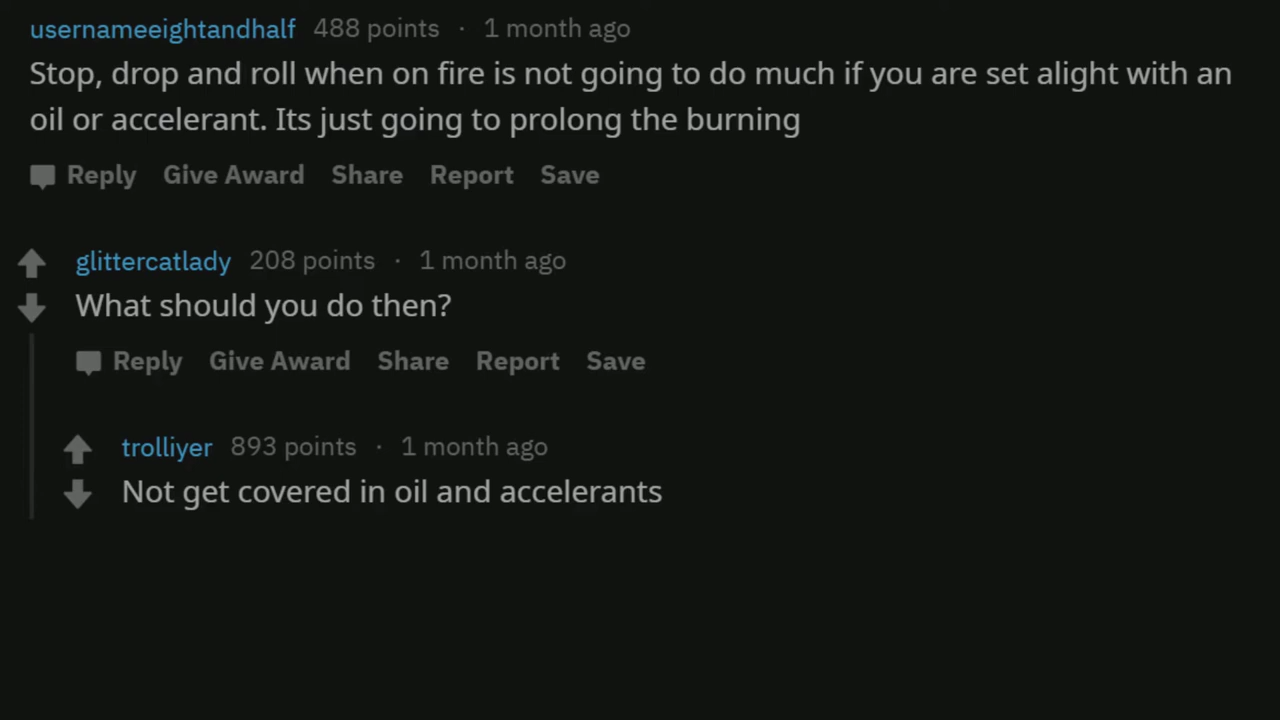 usernameeightandhalf 488 points · 1 month ago
Stop, drop and roll when on fire is not going to do much if you are set alight with an
oil or accelerant. Its just going to prolong the burning
Reply Give Award Share Report Save
glittercatlady 208 points · 1 month ago
What should you do then?
Reply Give Award Share Report Save
trolliyer 893 points · 1 month ago
Not get covered in oil and accelerants